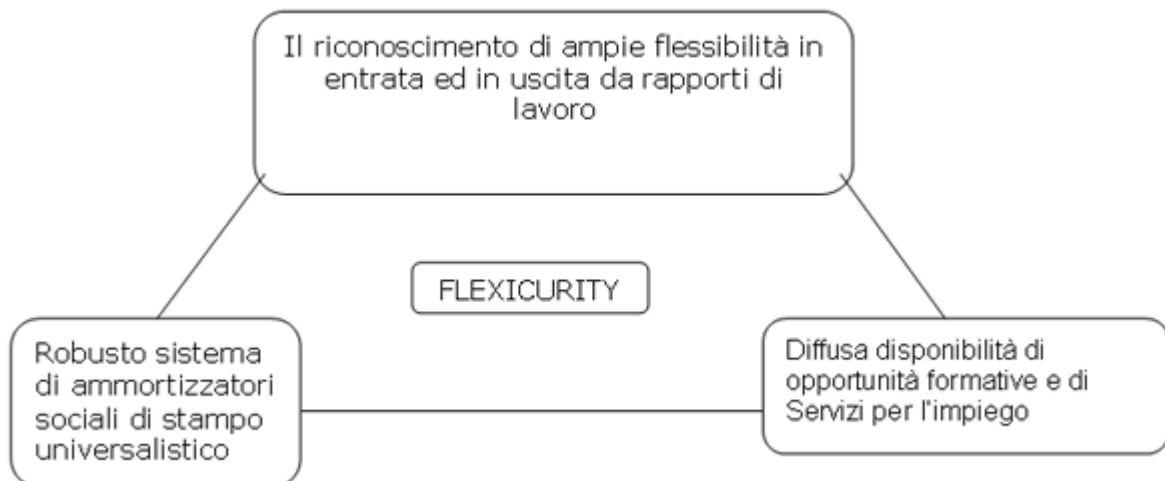 Il riconoscimento di ampie flessibilità in
entrata ed in uscita da rapporti di
lavoro
FLEXICURITY
Robusto sistema
di ammortizzatori
sociali di stampo
universalistico
Diffusa disponibilità di
opportunità formative e di
Servizi per l'impiego